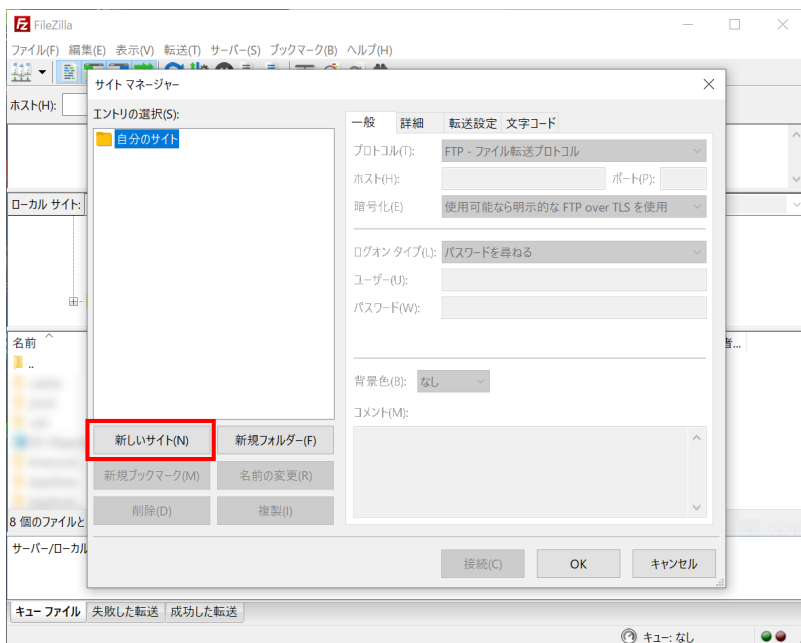 FileZilla
ファイル(F) 編集(E) 表示(V) 転送(T) サーバー(S) ブックマーク(B) ヘルプ(H)
ホスト(H):
ローカル サイト:
名前
..
8 個のファイルと
サーバー/ローカル
キュー ファイル 失敗した転送 成功した転送
キュー: なし
サイト マネージャー
エントリの選択(S):
自分のサイト
新しいサイト(N) 新規フォルダー(F)
新規ブックマーク(M) 名前の変更(R)
削除(D) 複製(I)
一般 詳細 転送設定 文字コード
プロトコル(T): FTP - ファイル転送プロトコル
ホスト(H): ポート(P):
暗号化(E) 使用可能なら明示的な FTP over TLS を使用
ログオン タイプ(L): パスワードを尋ねる
ユーザー(U):
パスワード(W):
背景色(B): なし
コメント(M):
接続(C) OK キャンセル
者...